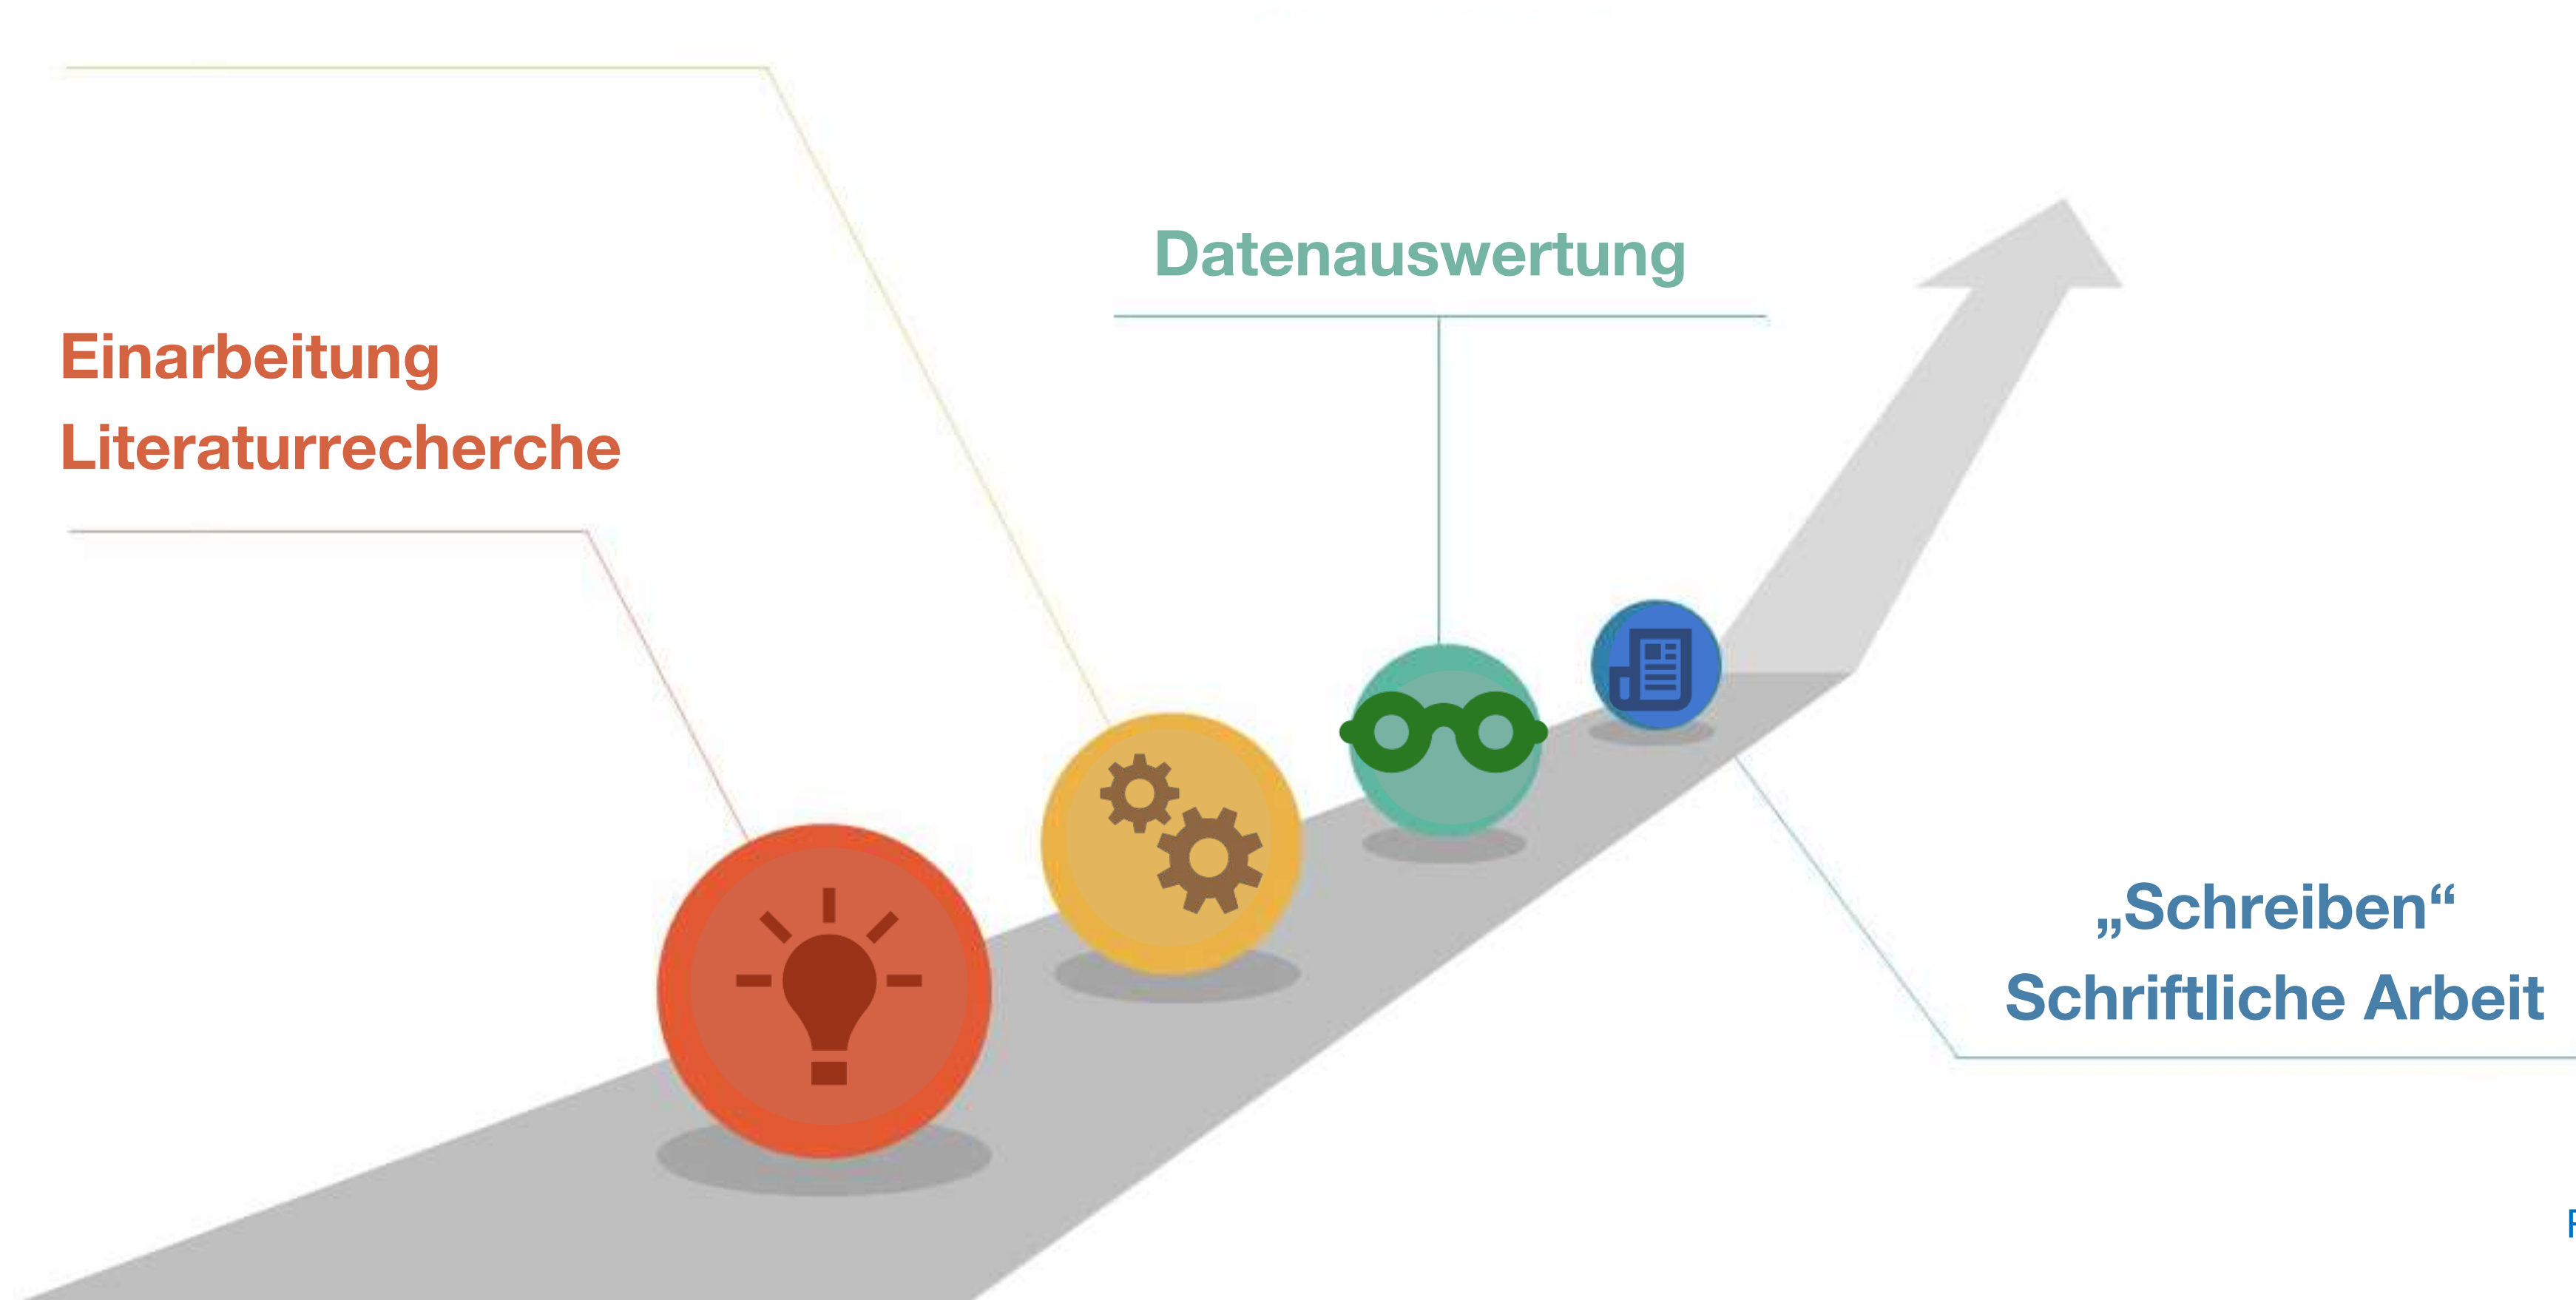 Datenauswertung
Einarbeitung
Literaturrecherche
„Schreiben“
Schriftliche Arbeit